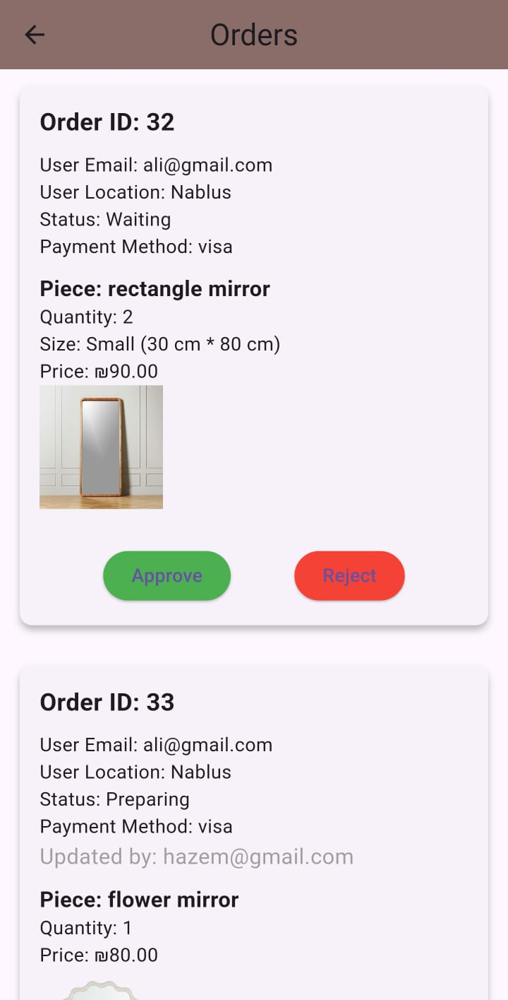 Orders
Order ID: 32
User Email: ali@gmail.com
User Location: Nablus
Status: Waiting
Payment Method: visa
Piece: rectangle mirror
Quantity: 2
Size: Small (30 cm * 80 cm)
Price: ₪90.00
Approve
Reject
Order ID: 33
User Email: ali@gmail.com
User Location: Nablus
Status: Preparing
Payment Method: visa
Updated by: hazem@gmail.com
Piece: flower mirror
Quantity: 1
Price: ₪80.00